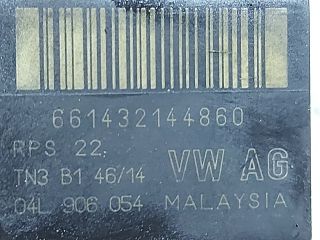 661432144860
RPS 22
TN3 B1 46/14 VW AG
04L 906 054 MALAYSIA